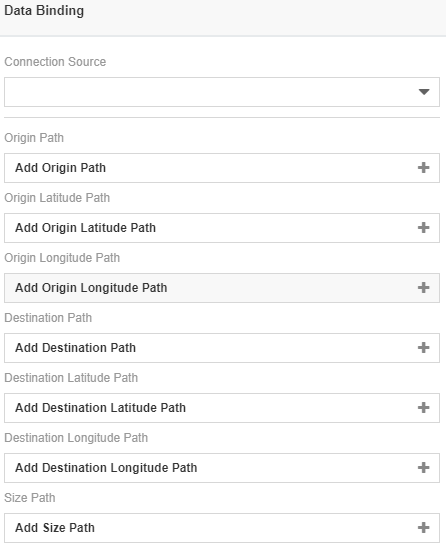 Data Binding
Connection Source
Origin Path
Add Origin Path
Origin Latitude Path
Add Origin Latitude Path
Origin Longitude Path
Add Origin Longitude Path
Destination Path
Add Destination Path
Destination Latitude Path
Add Destination Latitude Path
Destination Longitude Path
Add Destination Longitude Path
Size Path
Add Size Path